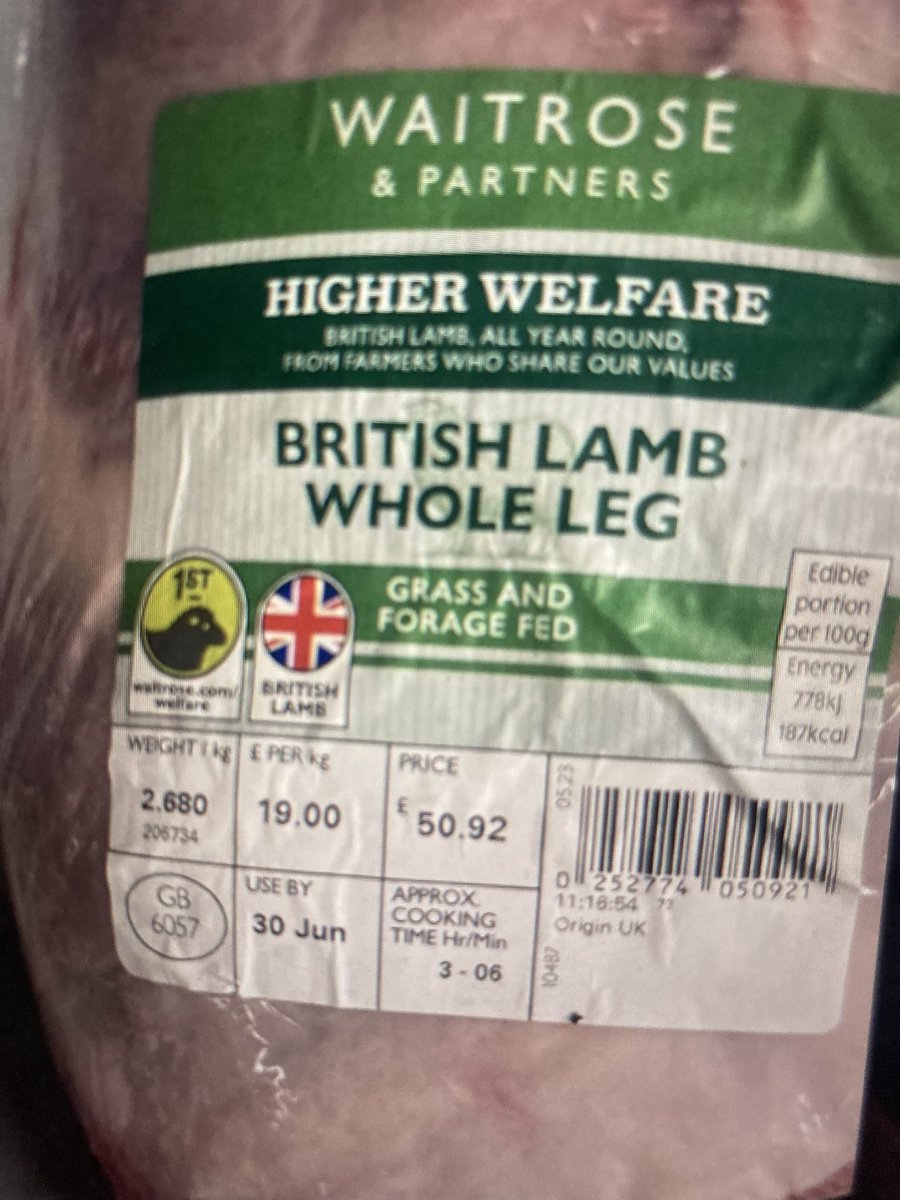 WAITROSE
& PARTNERS
HIGHER WELFARE
BRITISH LAMB, ALL YEAR ROUND,
FROM FARMERS WHO SHARE OUR VALUES
BRITISH LAMB
WHOLE LEG
GRASS AND
FORAGE FED
1ST
waitrose.com/
welfare
BRITISH
LAMB
Edible
portion
per 100g
Energy
778kJ
187kcal
WEIGHT / kg
2.680
206734
£ PER kg
19.00
PRICE
£ 50.92
GB
6057
USE BY
30 Jun
APPROX.
COOKING
TIME Hr/Min
3 - 06
05.23
0 252774 050921
11:16:54 73
Origin UK
10487